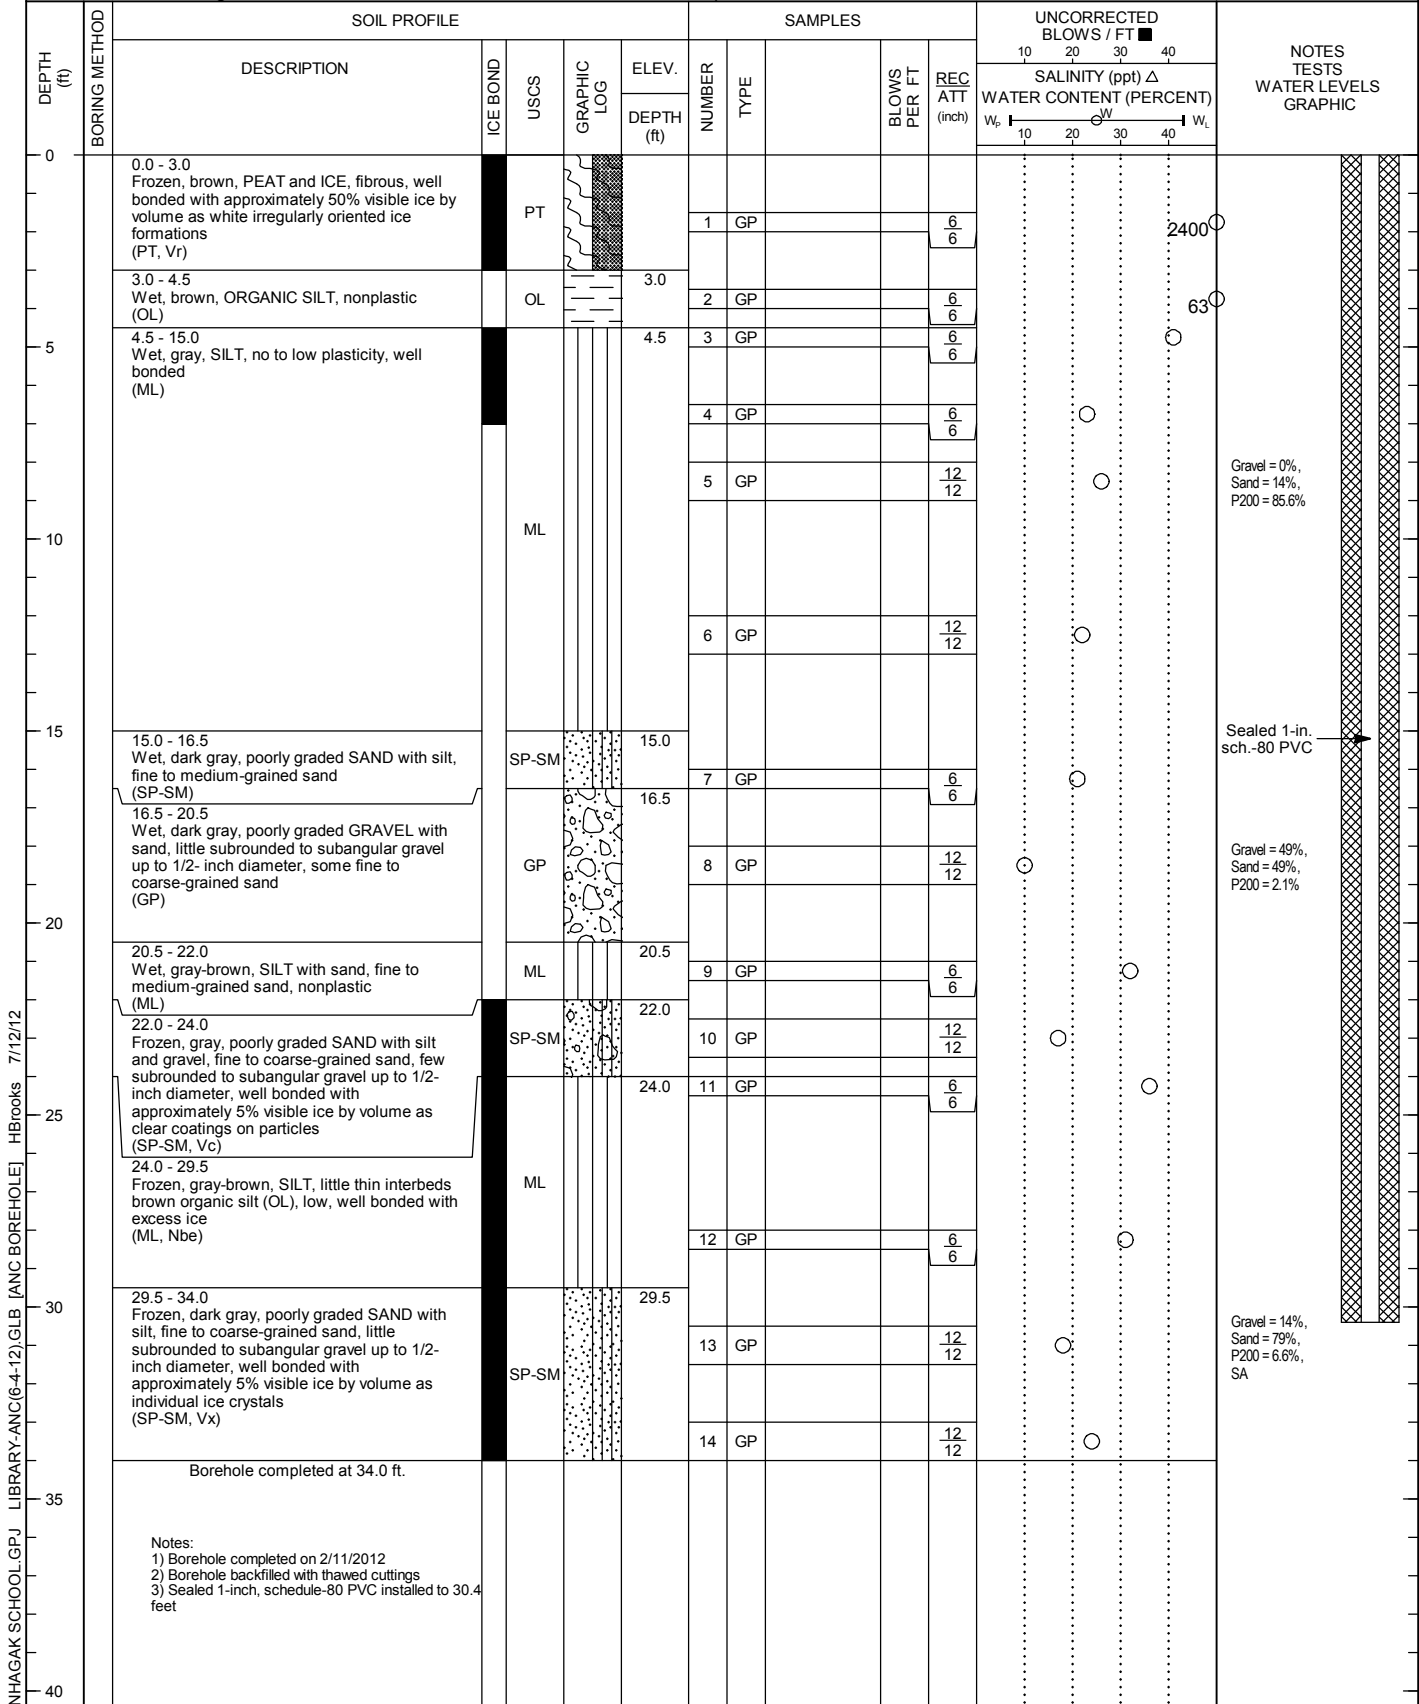 SOIL PROFILE
SAMPLES
UNCORRECTED
BLOWS / FT ■
10 20 30 40
SALINITY (ppt) △
WATER CONTENT (PERCENT)
Wp W WL
10 20 30 40
NOTES
TESTS
WATER LEVELS
GRAPHIC
DEPTH
(ft)
BORING METHOD
DESCRIPTION
ICE BOND
USCS
GRAPHIC
LOG
ELEV.
DEPTH
(ft)
NUMBER
TYPE
BLOWS
PER FT
REC
ATT
(inch)
0
5
10
15
20
25
30
35
40
0.0 - 3.0
Frozen, brown, PEAT and ICE, fibrous, well
bonded with approximately 50% visible ice by
volume as white irregularly oriented ice
formations
(PT, Vr)
PT
3.0 - 4.5
Wet, brown, ORGANIC SILT, nonplastic
(OL)
OL
3.0
4.5 - 15.0
Wet, gray, SILT, no to low plasticity, well
bonded
(ML)
ML
4.5
15.0 - 16.5
Wet, dark gray, poorly graded SAND with silt,
fine to medium-grained sand
(SP-SM)
SP-SM
15.0
16.5 - 20.5
Wet, dark gray, poorly graded GRAVEL with
sand, little subrounded to subangular gravel
up to 1/2- inch diameter, some fine to
coarse-grained sand
(GP)
GP
16.5
20.5 - 22.0
Wet, gray-brown, SILT with sand, fine to
medium-grained sand, nonplastic
(ML)
ML
20.5
22.0 - 24.0
Frozen, gray, poorly graded SAND with silt
and gravel, fine to coarse-grained sand, few
subrounded to subangular gravel up to 1/2-
inch diameter, well bonded with
approximately 5% visible ice by volume as
clear coatings on particles
(SP-SM, Vc)
SP-SM
22.0
24.0 - 29.5
Frozen, gray-brown, SILT, little thin interbeds
brown organic silt (OL), low, well bonded with
excess ice
(ML, Nbe)
ML
24.0
29.5 - 34.0
Frozen, dark gray, poorly graded SAND with
silt, fine to coarse-grained sand, little
subrounded to subangular gravel up to 1/2-
inch diameter, well bonded with
approximately 5% visible ice by volume as
individual ice crystals
(SP-SM, Vx)
SP-SM
29.5
Borehole completed at 34.0 ft.
Notes:
1) Borehole completed on 2/11/2012
2) Borehole backfilled with thawed cuttings
3) Sealed 1-inch, schedule-80 PVC installed to 30.4
feet
1 GP 6/6 2400
2 GP 6/6 63
3 GP 6/6
4 GP 6/6
5 GP 12/12
6 GP 12/12
7 GP 6/6
8 GP 12/12
9 GP 6/6
10 GP 12/12
11 GP 6/6
12 GP 6/6
13 GP 12/12
14 GP 12/12
Gravel = 0%,
Sand = 14%,
P200 = 85.6%
Sealed 1-in.
sch.-80 PVC
Gravel = 49%,
Sand = 49%,
P200 = 2.1%
Gravel = 14%,
Sand = 79%,
P200 = 6.6%,
SA
NHAGAK SCHOOL.GPJ LIBRARY-ANC(6-4-12).GLB [ANC BOREHOLE] HBrooks 7/12/12